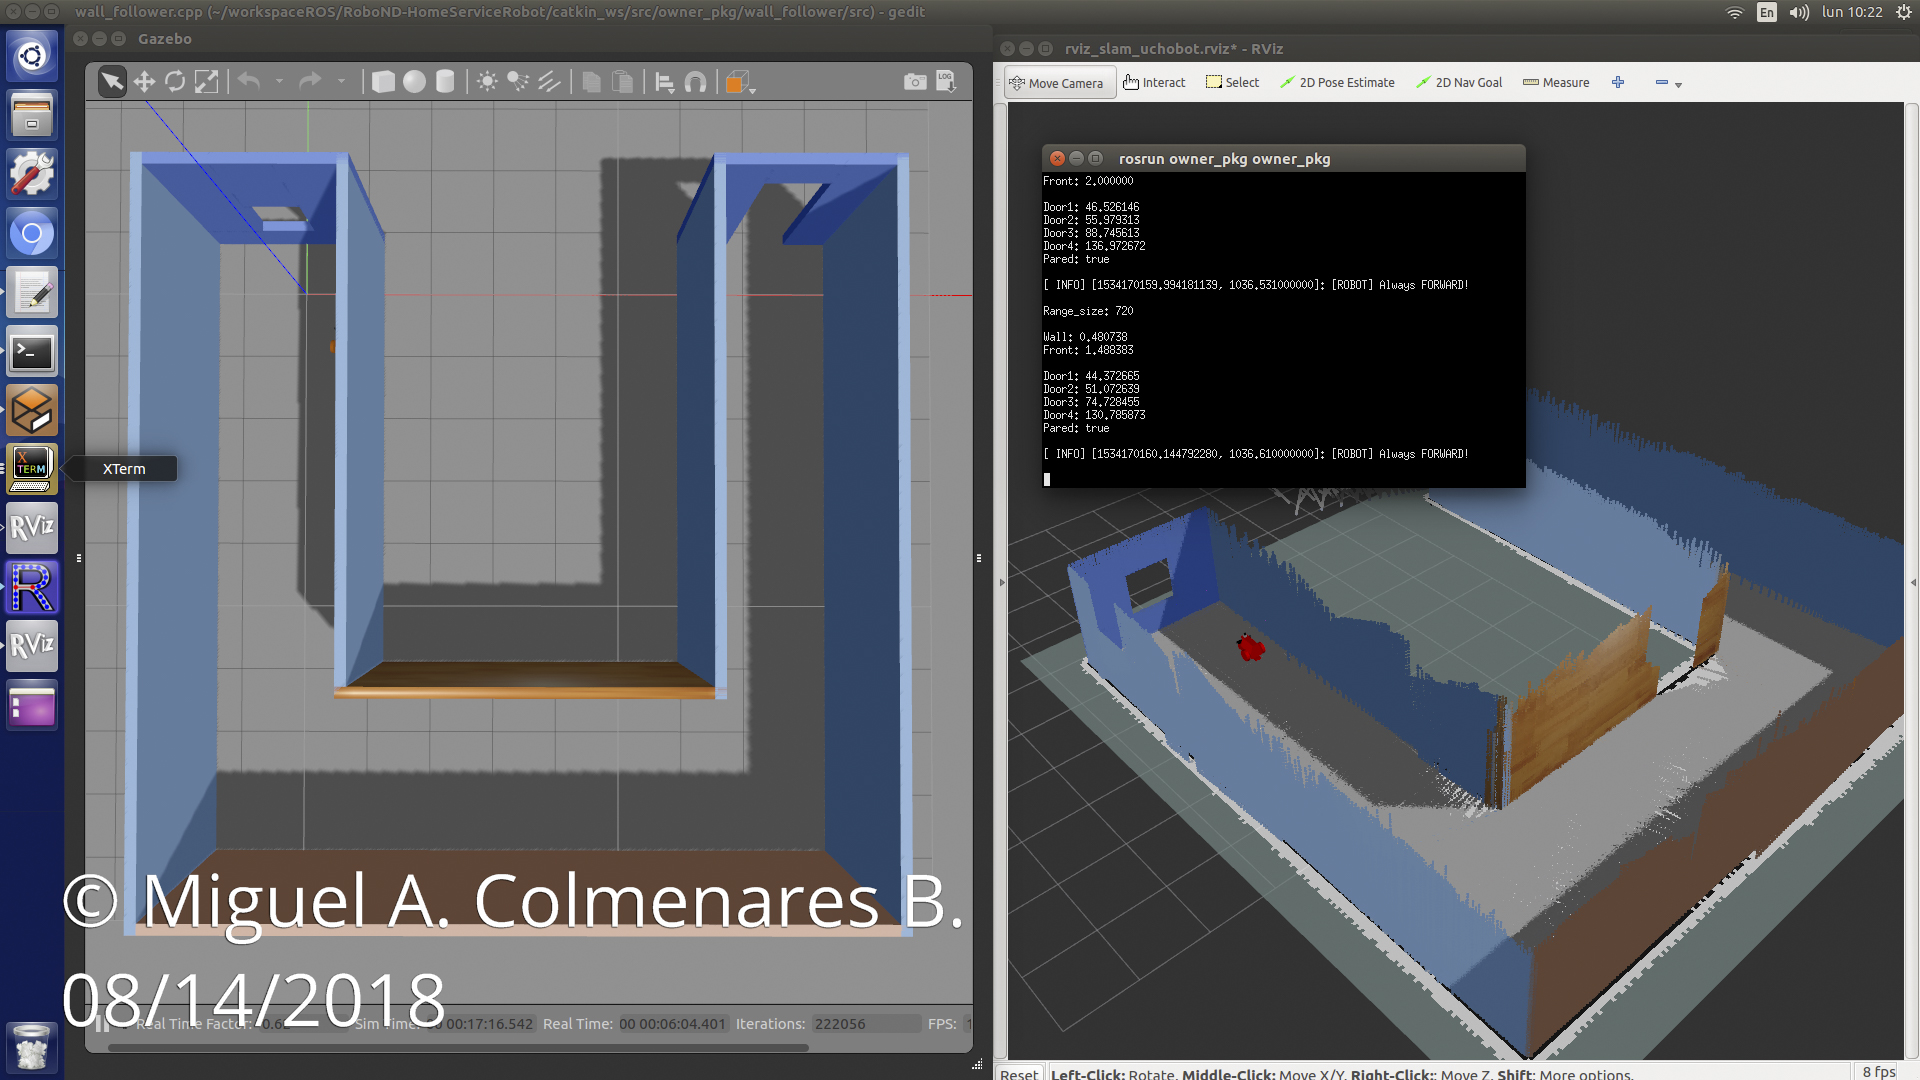 wall_follower.cpp (~/workspaceROS/RoboND-HomeServiceRobot/catkin_ws/src/owner_pkg/wall_follower/src) - gedit
En
lun 10:22
Gazebo
LOG
rviz_slam_uchobot.rviz* - RViz
Move Camera
Interact
Select
2D Pose Estimate
2D Nav Goal
Measure
rosrun owner_pkg owner_pkg
Front: 2.000000
Door1: 46.526146
Door2: 55.979313
Door3: 88.745613
Door4: 136.972672
Pared: true
[ INFO] [1534170159.994181139, 1036.531000000]: [ROBOT] Always FORWARD!
Range_size: 720
Wall: 0.480738
Front: 1.488383
Door1: 44.372665
Door2: 51.072639
Door3: 74.728455
Door4: 130.785873
Pared: true
[ INFO] [1534170160.144792280, 1036.610000000]: [ROBOT] Always FORWARD!
X
TERM
XTerm
RViz
R
RViz
© Miguel A. Colmenares B.
08/14/2018
Real Time Factor:
Sim Time:
00:17:16.542
Real Time:
00 00:06:04.401
Iterations:
222056
FPS:
Reset
Left-Click: Rotate. Middle-Click: Move X/Y. Right-Click:: Move Z. Shift: More options.
8 fps